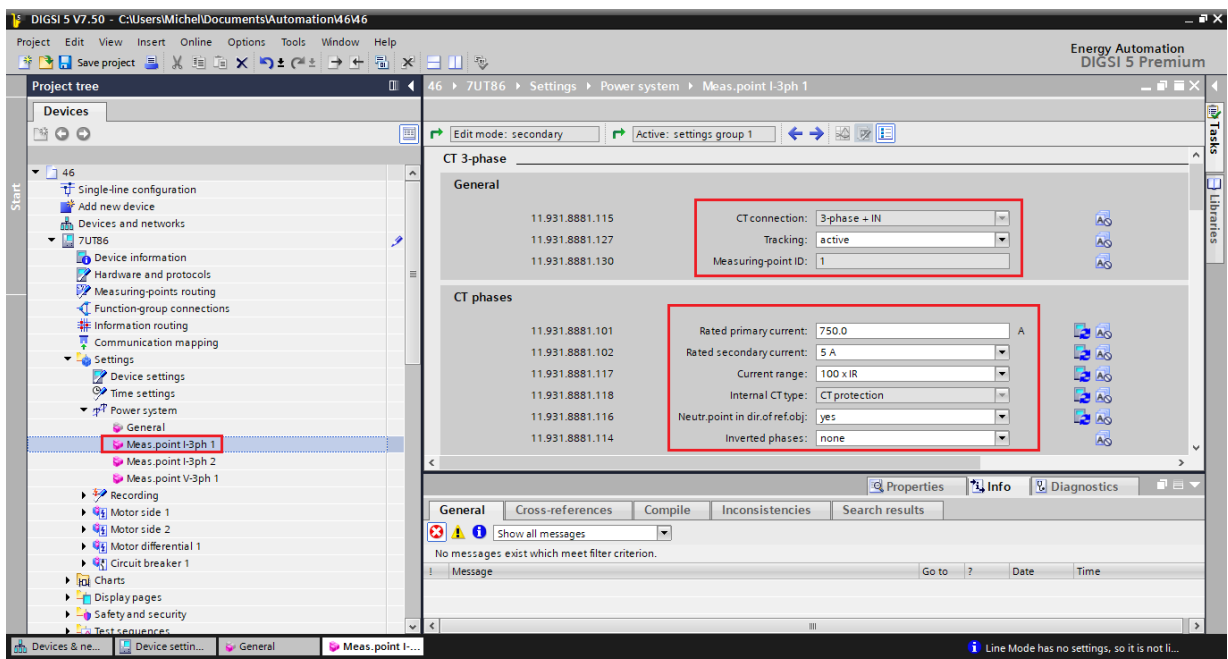 DIGSI 5 V7.50 - C:\Users\Michel\Documents\Automation\46\46
Project Edit View Insert Online Options Tools Window Help
Energy Automation
DIGSI 5 Premium
Save project
Project tree
46 ▸ 7UT86 ▸ Settings ▸ Power system ▸ Meas.point I-3ph 1
Devices
Start
46
Single-line configuration
Add new device
Devices and networks
7UT86
Device information
Hardware and protocols
Measuring-points routing
Function-group connections
Information routing
Communication mapping
Settings
Device settings
Time settings
Power system
General
Meas.point I-3ph 1
Meas.point I-3ph 2
Meas.point V-3ph 1
Recording
Motor side 1
Motor side 2
Motor differential 1
Circuit breaker 1
Charts
Display pages
Safety and security
Test sequences
Edit mode: secondary
Active: settings group 1
CT 3-phase
General
11.931.8881.115 CT connection: 3-phase + IN
11.931.8881.127 Tracking: active
11.931.8881.130 Measuring-point ID: 1
CT phases
11.931.8881.101 Rated primary current: 750.0 A
11.931.8881.102 Rated secondary current: 5 A
11.931.8881.117 Current range: 100 x IR
11.931.8881.118 Internal CT type: CT protection
11.931.8881.116 Neutr.point in dir.of ref.obj: yes
11.931.8881.114 Inverted phases: none
Tasks
Libraries
Properties Info Diagnostics
General Cross-references Compile Inconsistencies Search results
Show all messages
No messages exist which meet filter criterion.
! Message Go to ? Date Time
Devices & ne... Device settin... General Meas.point I-... Line Mode has no settings, so it is not li...